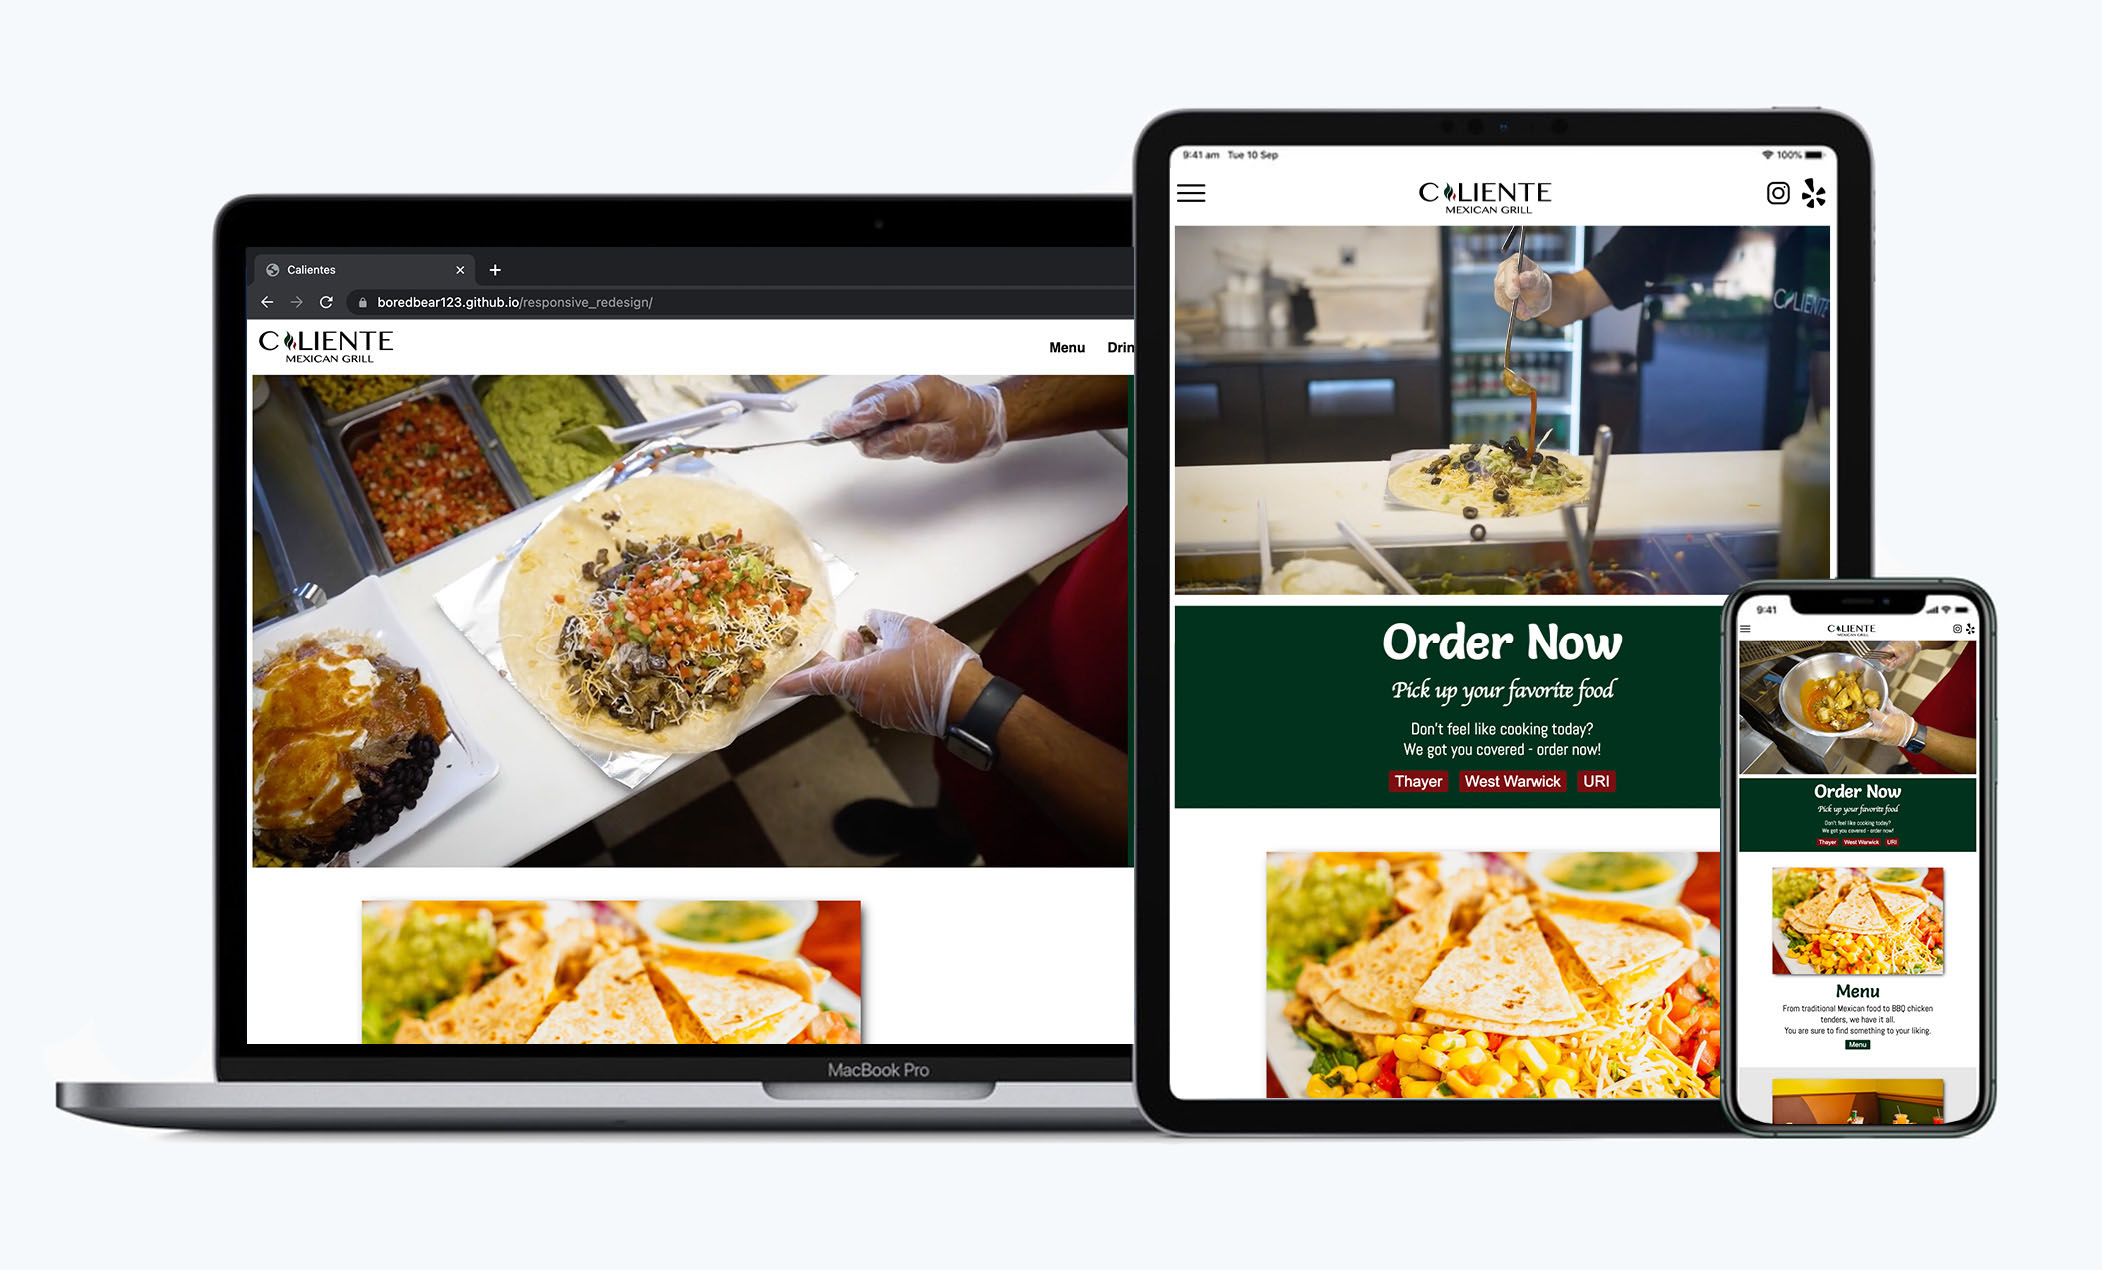 Calientes
boredbear123.github.io/responsive_redesign/
CALIENTE
MEXICAN GRILL
Menu Drin
MacBook Pro
9:41 am Tue 10 Sep
100%
CALIENTE
MEXICAN GRILL
CALIENTE
Order Now
Pick up your favorite food
Don't feel like cooking today?
We got you covered - order now!
Thayer West Warwick URI
9:41
CALIENTE
MEXICAN GRILL
Order Now
Pick up your favorite food
Don't feel like cooking today?
We got you covered - order now!
Thayer West Warwick URI
Menu
From traditional Mexican food to BBQ chicken
tenders, we have it all.
You are sure to find something to your liking.
Menu